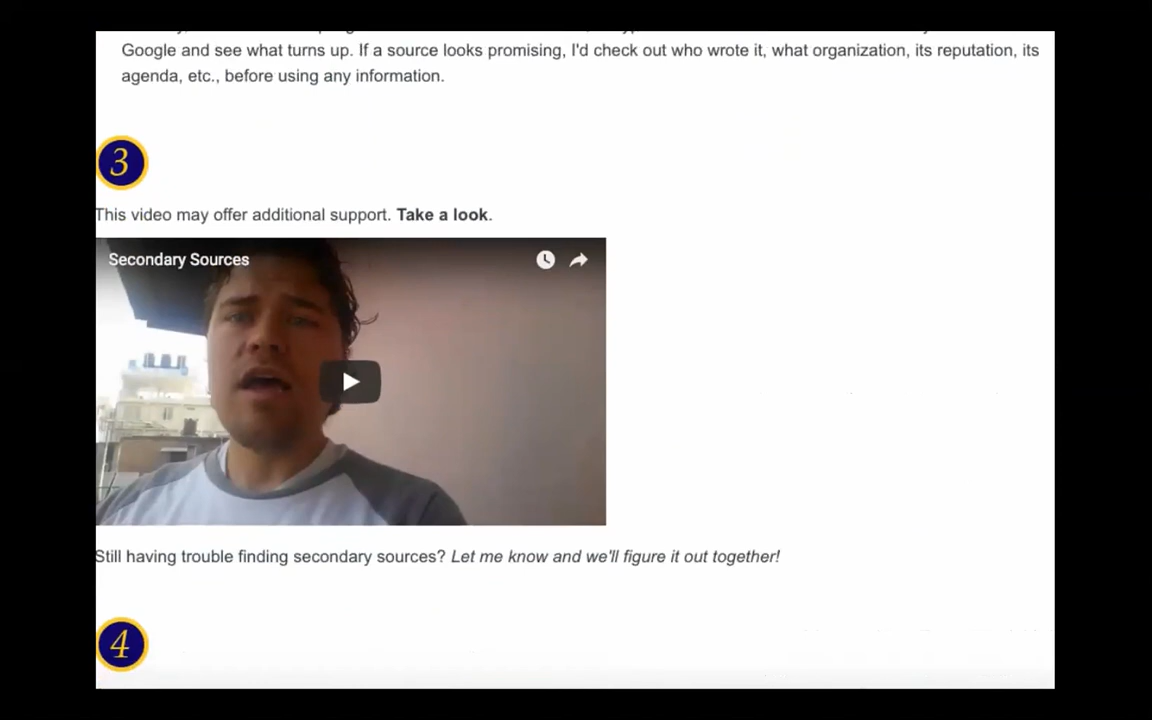 Google and see what turns up. If a source looks promising, I'd check out who wrote it, what organization, its reputation, its
agenda, etc., before using any information.
3
This video may offer additional support. Take a look.
Secondary Sources
Still having trouble finding secondary sources? Let me know and we'll figure it out together!
4